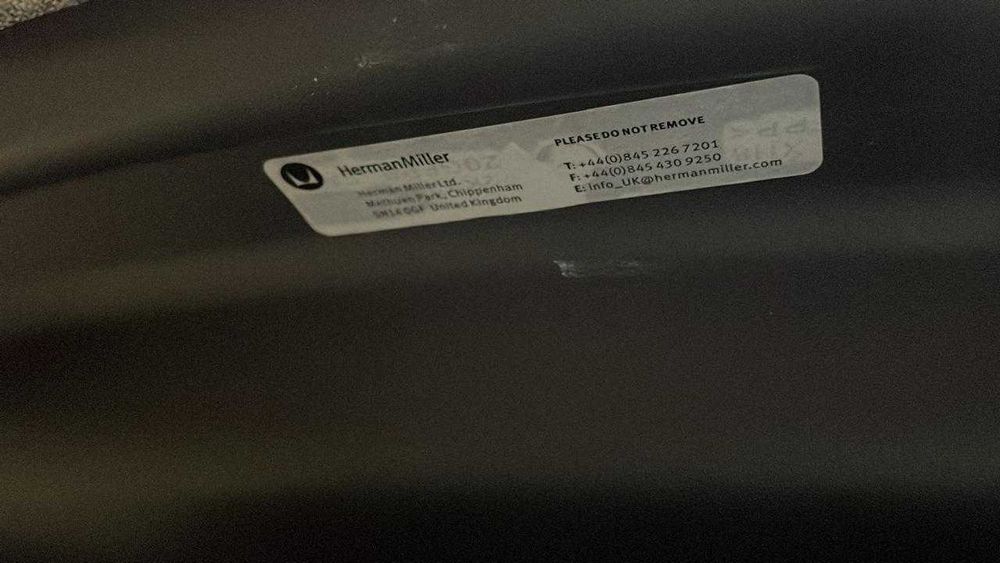 HermanMiller
Herman Miller Ltd.
Methuen Park, Chippenham
SN14 0GF United Kingdom
PLEASE DO NOT REMOVE
T: +44(0)845 226 7201
F: +44(0)845 430 9250
E: Info_UK@hermanmiller.com